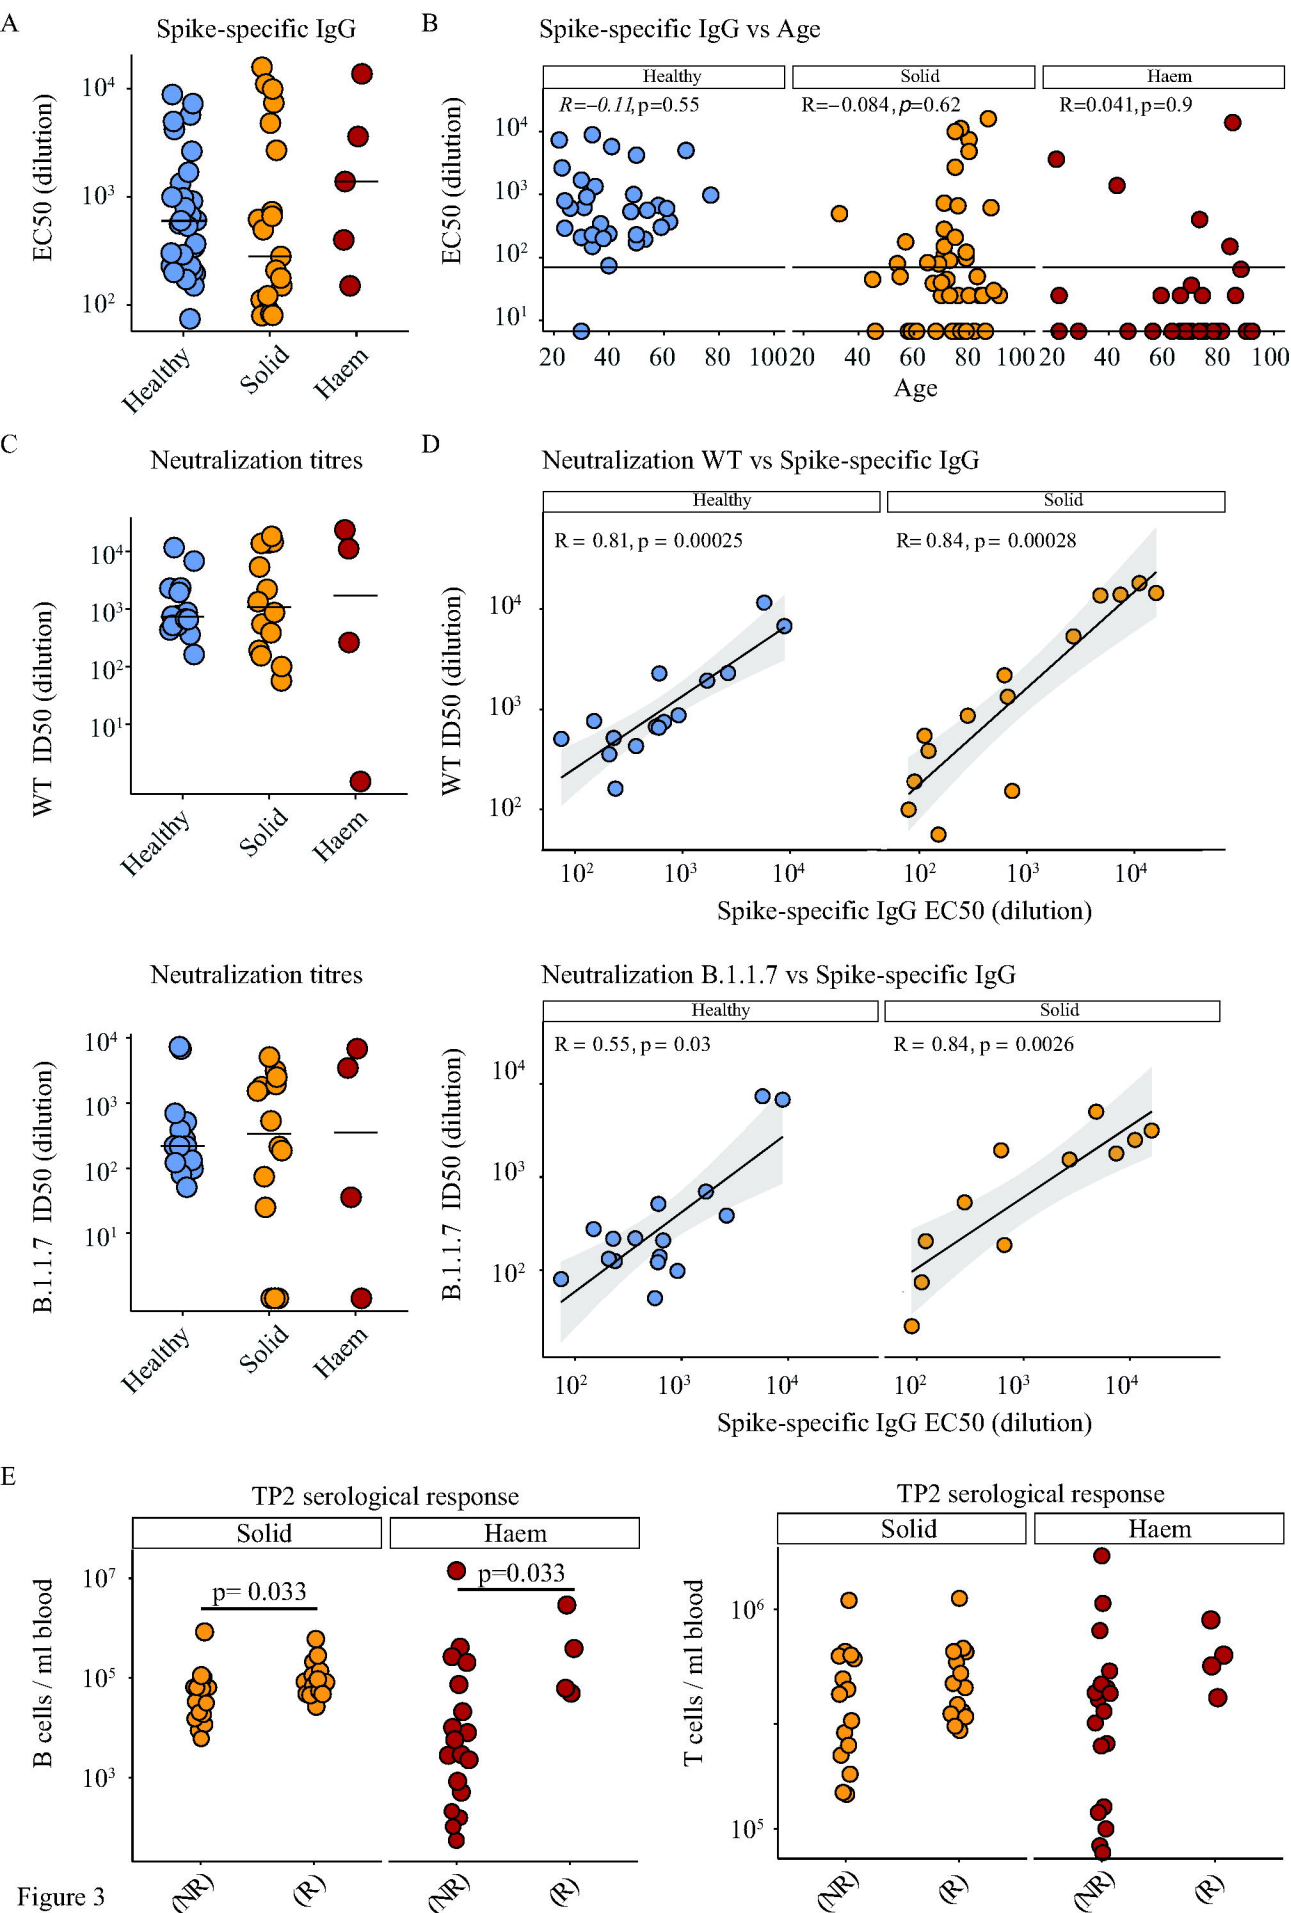 A
Spike-specific IgG
EC50 (dilution)
10⁴
10³
10²
Healthy
Solid
Haem
B
Spike-specific IgG vs Age
Healthy
Solid
Haem
R=−0.11, p=0.55
R=−0.084, p=0.62
R=0.041, p=0.9
EC50 (dilution)
10⁴
10³
10²
10¹
20 40 60 80 100 20 40 60 80 100 20 40 60 80 100
Age
C
Neutralization titres
WT ID50 (dilution)
10⁴
10³
10²
10¹
Healthy
Solid
Haem
D
Neutralization WT vs Spike-specific IgG
Healthy
Solid
R = 0.81, p = 0.00025
R= 0.84, p = 0.00028
WT ID50 (dilution)
10⁴
10³
10²
10² 10³ 10⁴ 10² 10³ 10⁴
Spike-specific IgG EC50 (dilution)
Neutralization titres
B.1.1.7 ID50 (dilution)
10⁴
10³
10²
10¹
Healthy
Solid
Haem
Neutralization B.1.1.7 vs Spike-specific IgG
Healthy
Solid
R = 0.55, p = 0.03
R = 0.84, p = 0.0026
B.1.1.7 ID50 (dilution)
10⁴
10³
10²
10² 10³ 10⁴ 10² 10³ 10⁴
Spike-specific IgG EC50 (dilution)
E
TP2 serological response
Solid
Haem
p= 0.033
p=0.033
B cells / ml blood
10⁷
10⁵
10³
(NR)
(R)
(NR)
(R)
TP2 serological response
Solid
Haem
T cells / ml blood
10⁶
10⁵
(NR)
(R)
(NR)
(R)
Figure 3